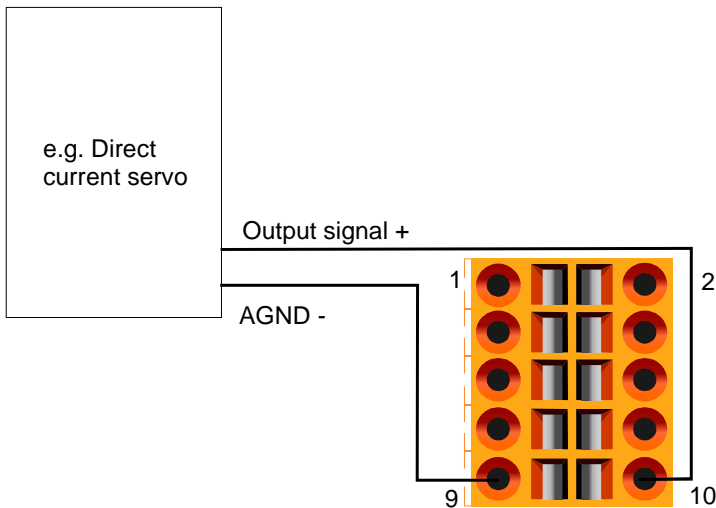 e.g. Direct
current servo
Output signal +
AGND -
1
2
9
10